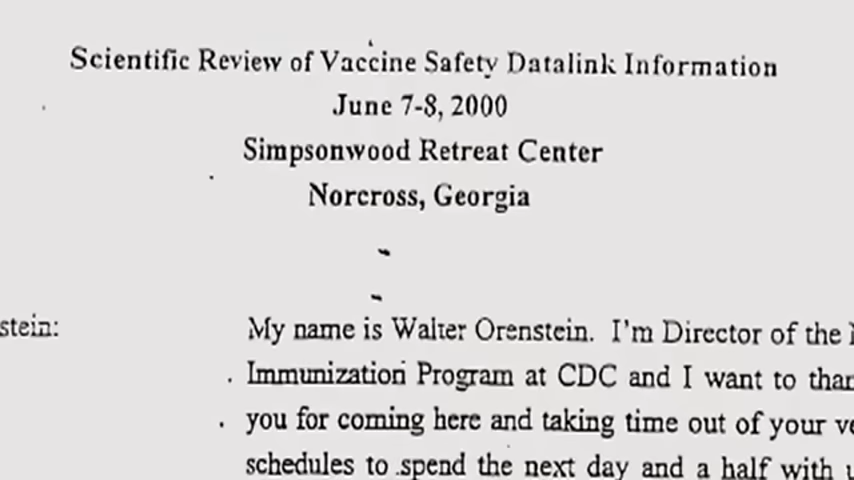 Scientific Review of Vaccine Safety Datalink Information
June 7-8, 2000
Simpsonwood Retreat Center
Norcross, Georgia
stein: My name is Walter Orenstein. I'm Director of the
Immunization Program at CDC and I want to
you for coming here and taking time out of your
schedules to spend the next day and a half with